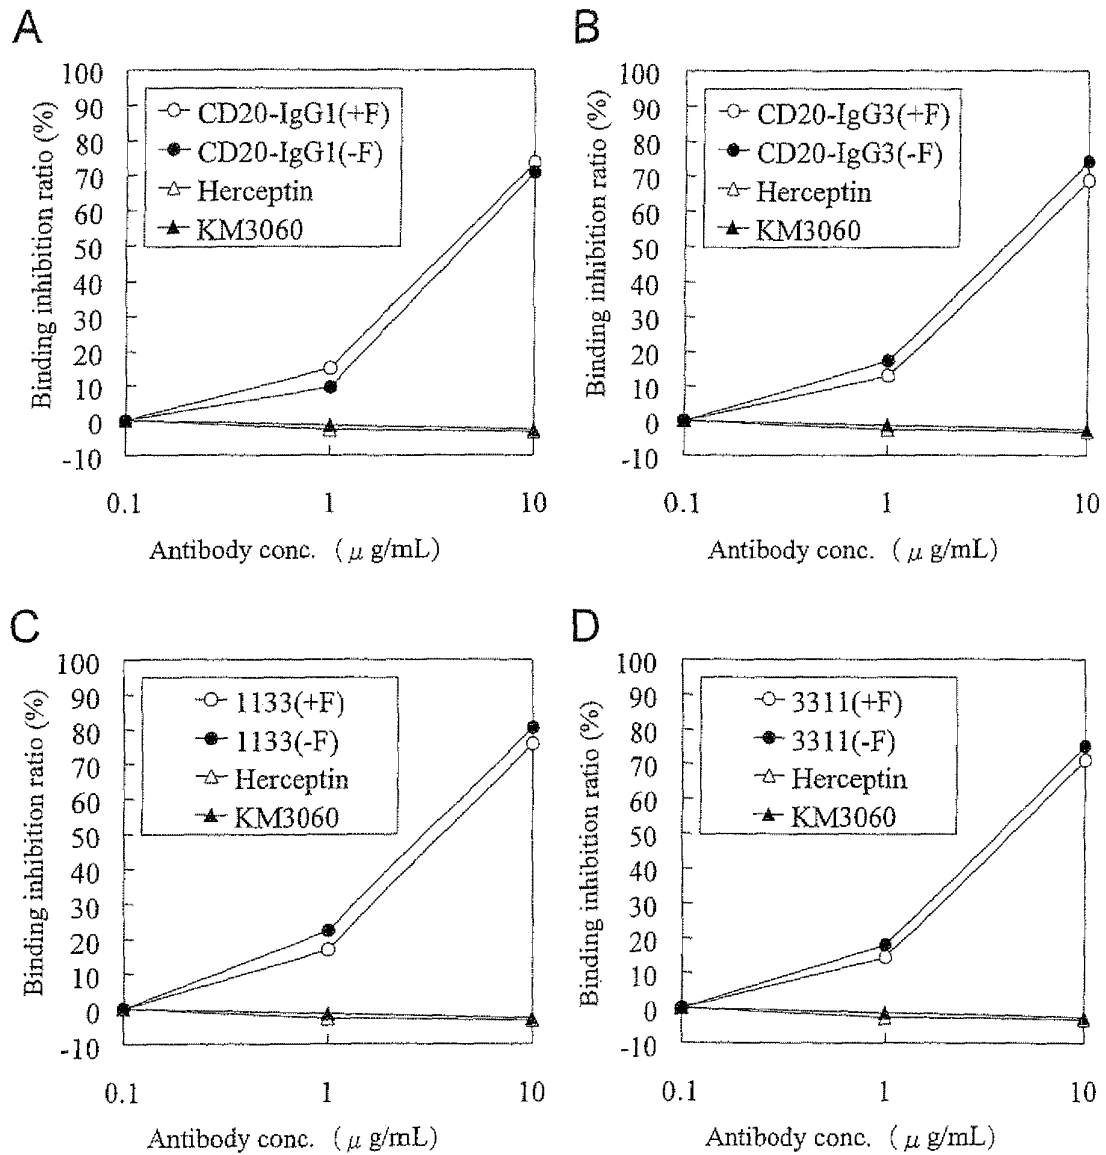 A
Binding inhibition ratio (%)
100
90
80
70
60
50
40
30
20
10
0
-10
CD20-IgG1(+F)
CD20-IgG1(-F)
Herceptin
KM3060
0.1 1 10
Antibody conc. ( μ g/mL)
B
Binding inhibition ratio (%)
100
90
80
70
60
50
40
30
20
10
0
-10
CD20-IgG3(+F)
CD20-IgG3(-F)
Herceptin
KM3060
0.1 1 10
Antibody conc. ( μ g/mL)
C
Binding inhibition ratio (%)
100
90
80
70
60
50
40
30
20
10
0
-10
1133(+F)
1133(-F)
Herceptin
KM3060
0.1 1 10
Antibody conc. ( μ g/mL)
D
Binding inhibition ratio (%)
100
90
80
70
60
50
40
30
20
10
0
-10
3311(+F)
3311(-F)
Herceptin
KM3060
0.1 1 10
Antibody conc. ( μ g/mL)